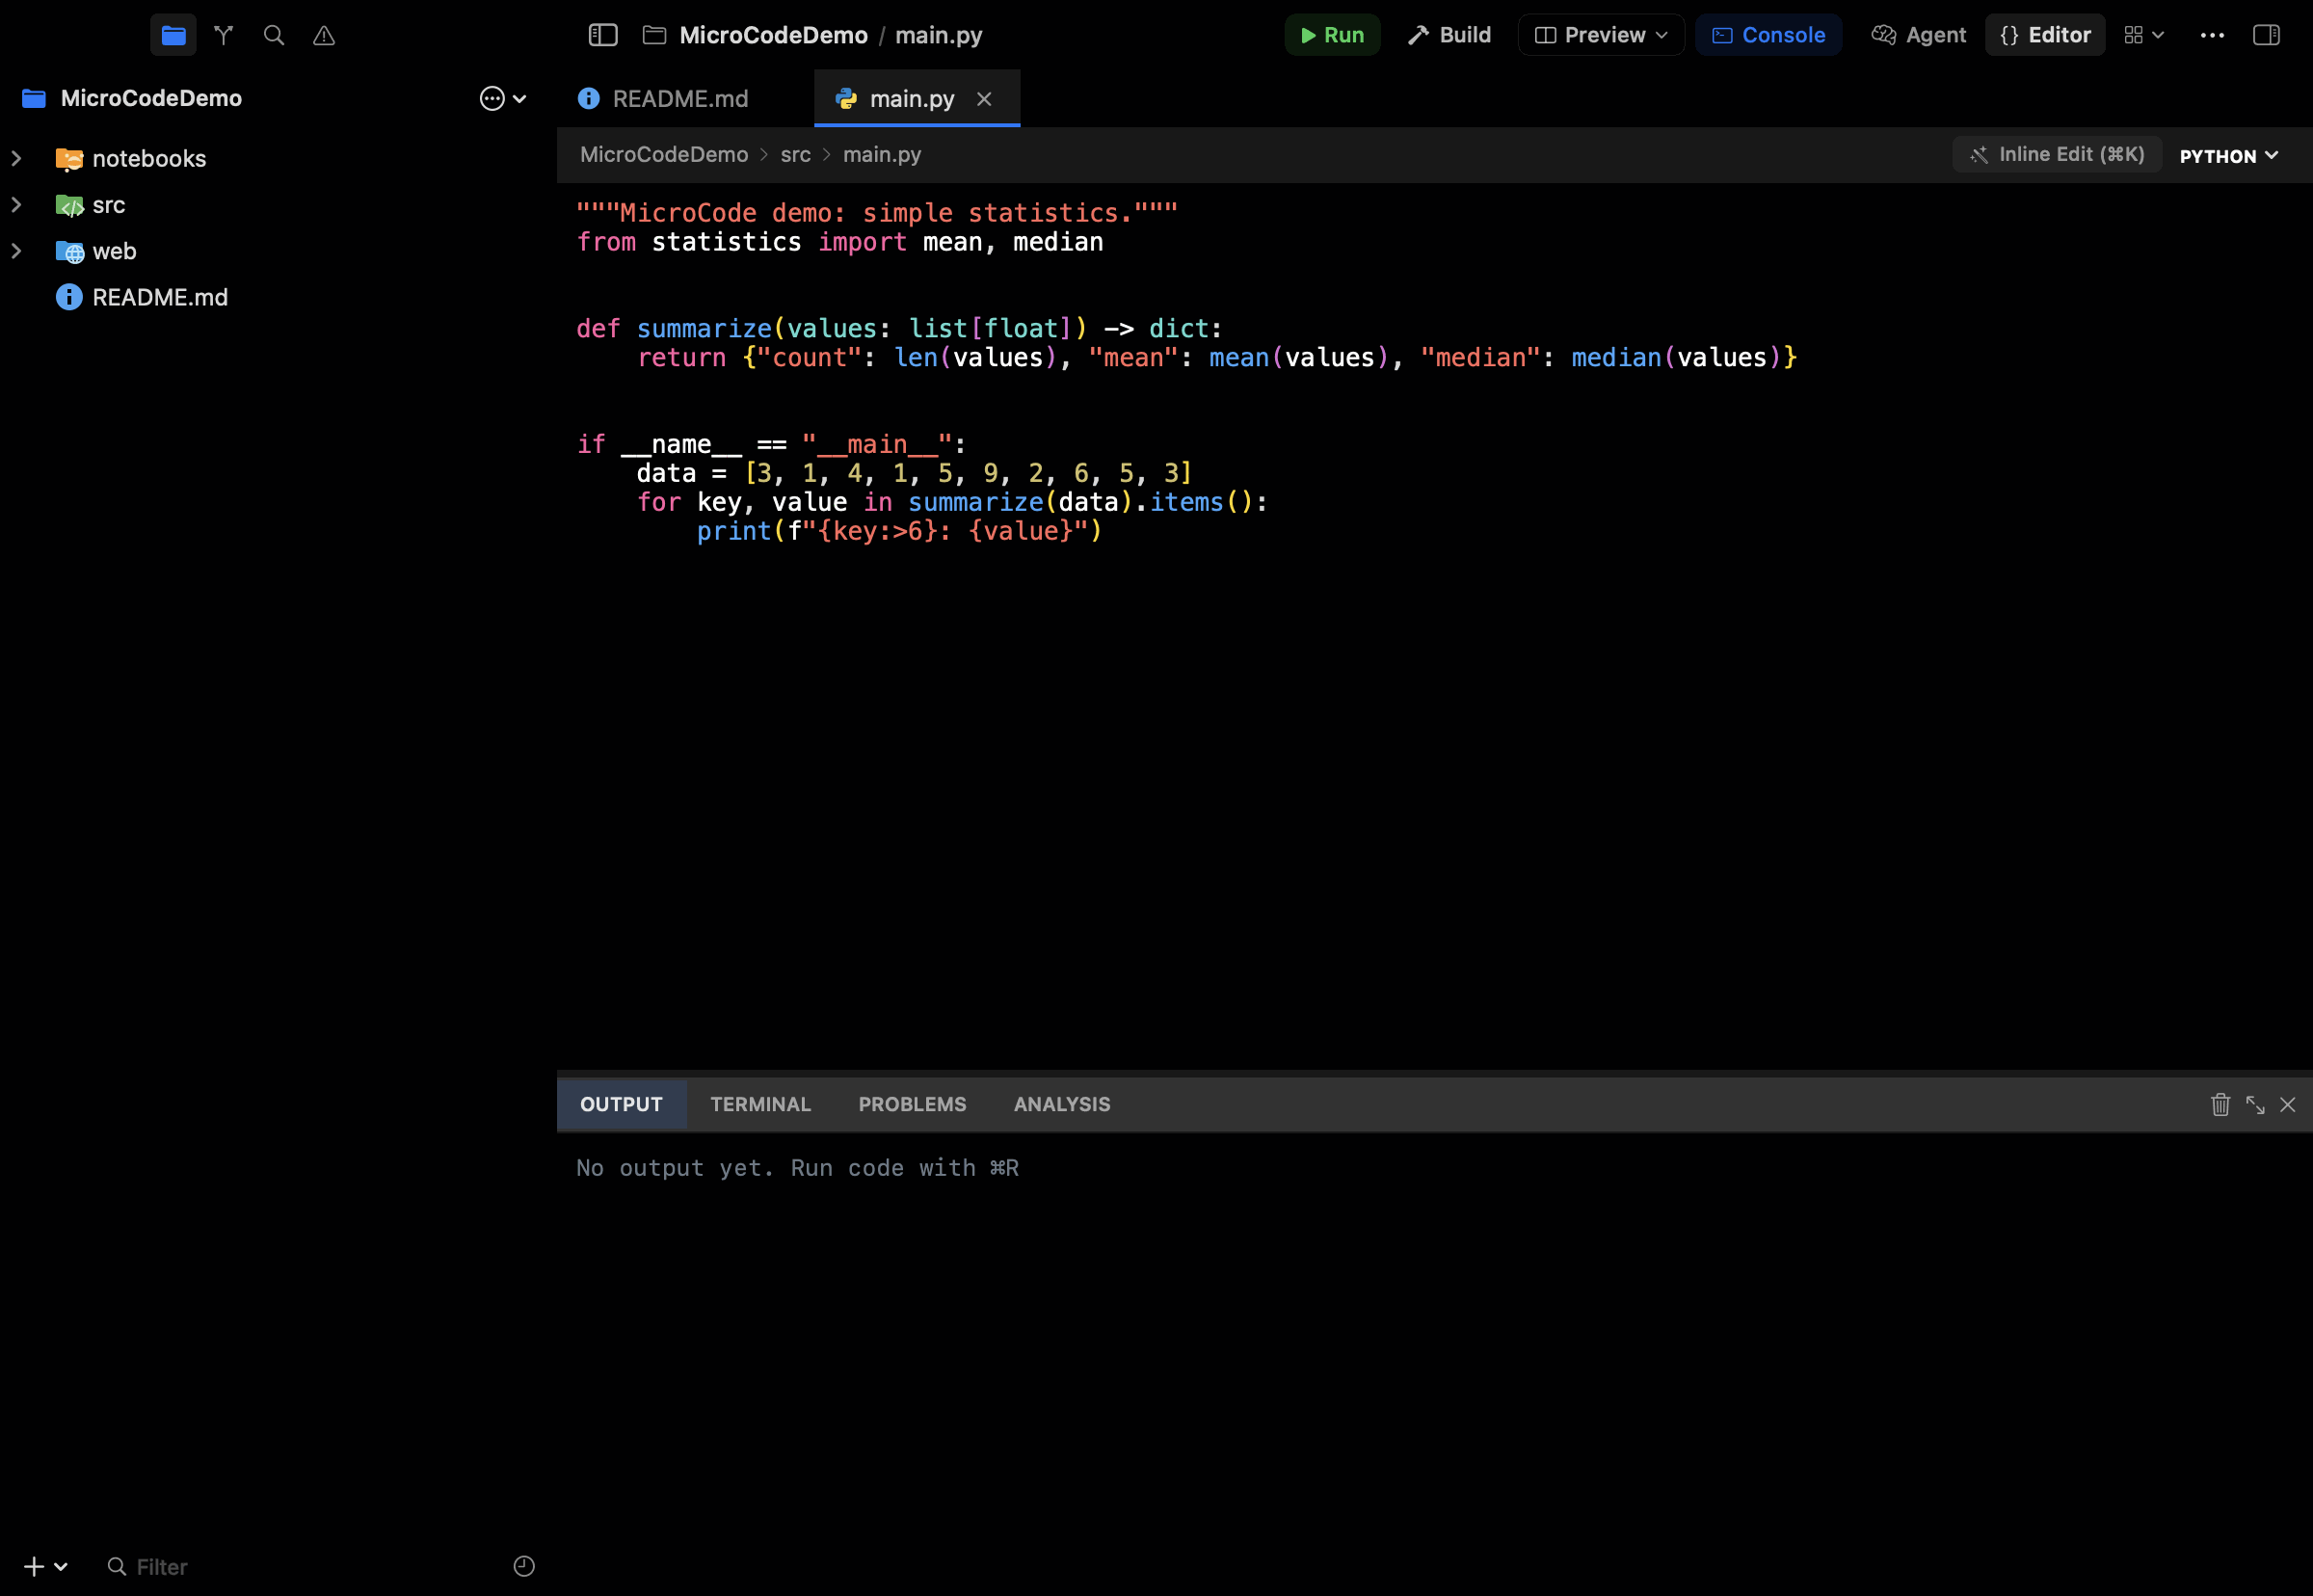 MicroCodeDemo / main.py
Run
Build
Preview
Console
Agent
{} Editor
MicroCodeDemo
README.md
main.py
notebooks
src
web
README.md
MicroCodeDemo > src > main.py
Inline Edit (⌘K)
PYTHON
"""MicroCode demo: simple statistics."""
from statistics import mean, median
def summarize(values: list[float]) -> dict:
    return {"count": len(values), "mean": mean(values), "median": median(values)}
if __name__ == "__main__":
    data = [3, 1, 4, 1, 5, 9, 2, 6, 5, 3]
    for key, value in summarize(data).items():
        print(f"{key:>6}: {value}")
OUTPUT
TERMINAL
PROBLEMS
ANALYSIS
No output yet. Run code with ⌘R
Filter